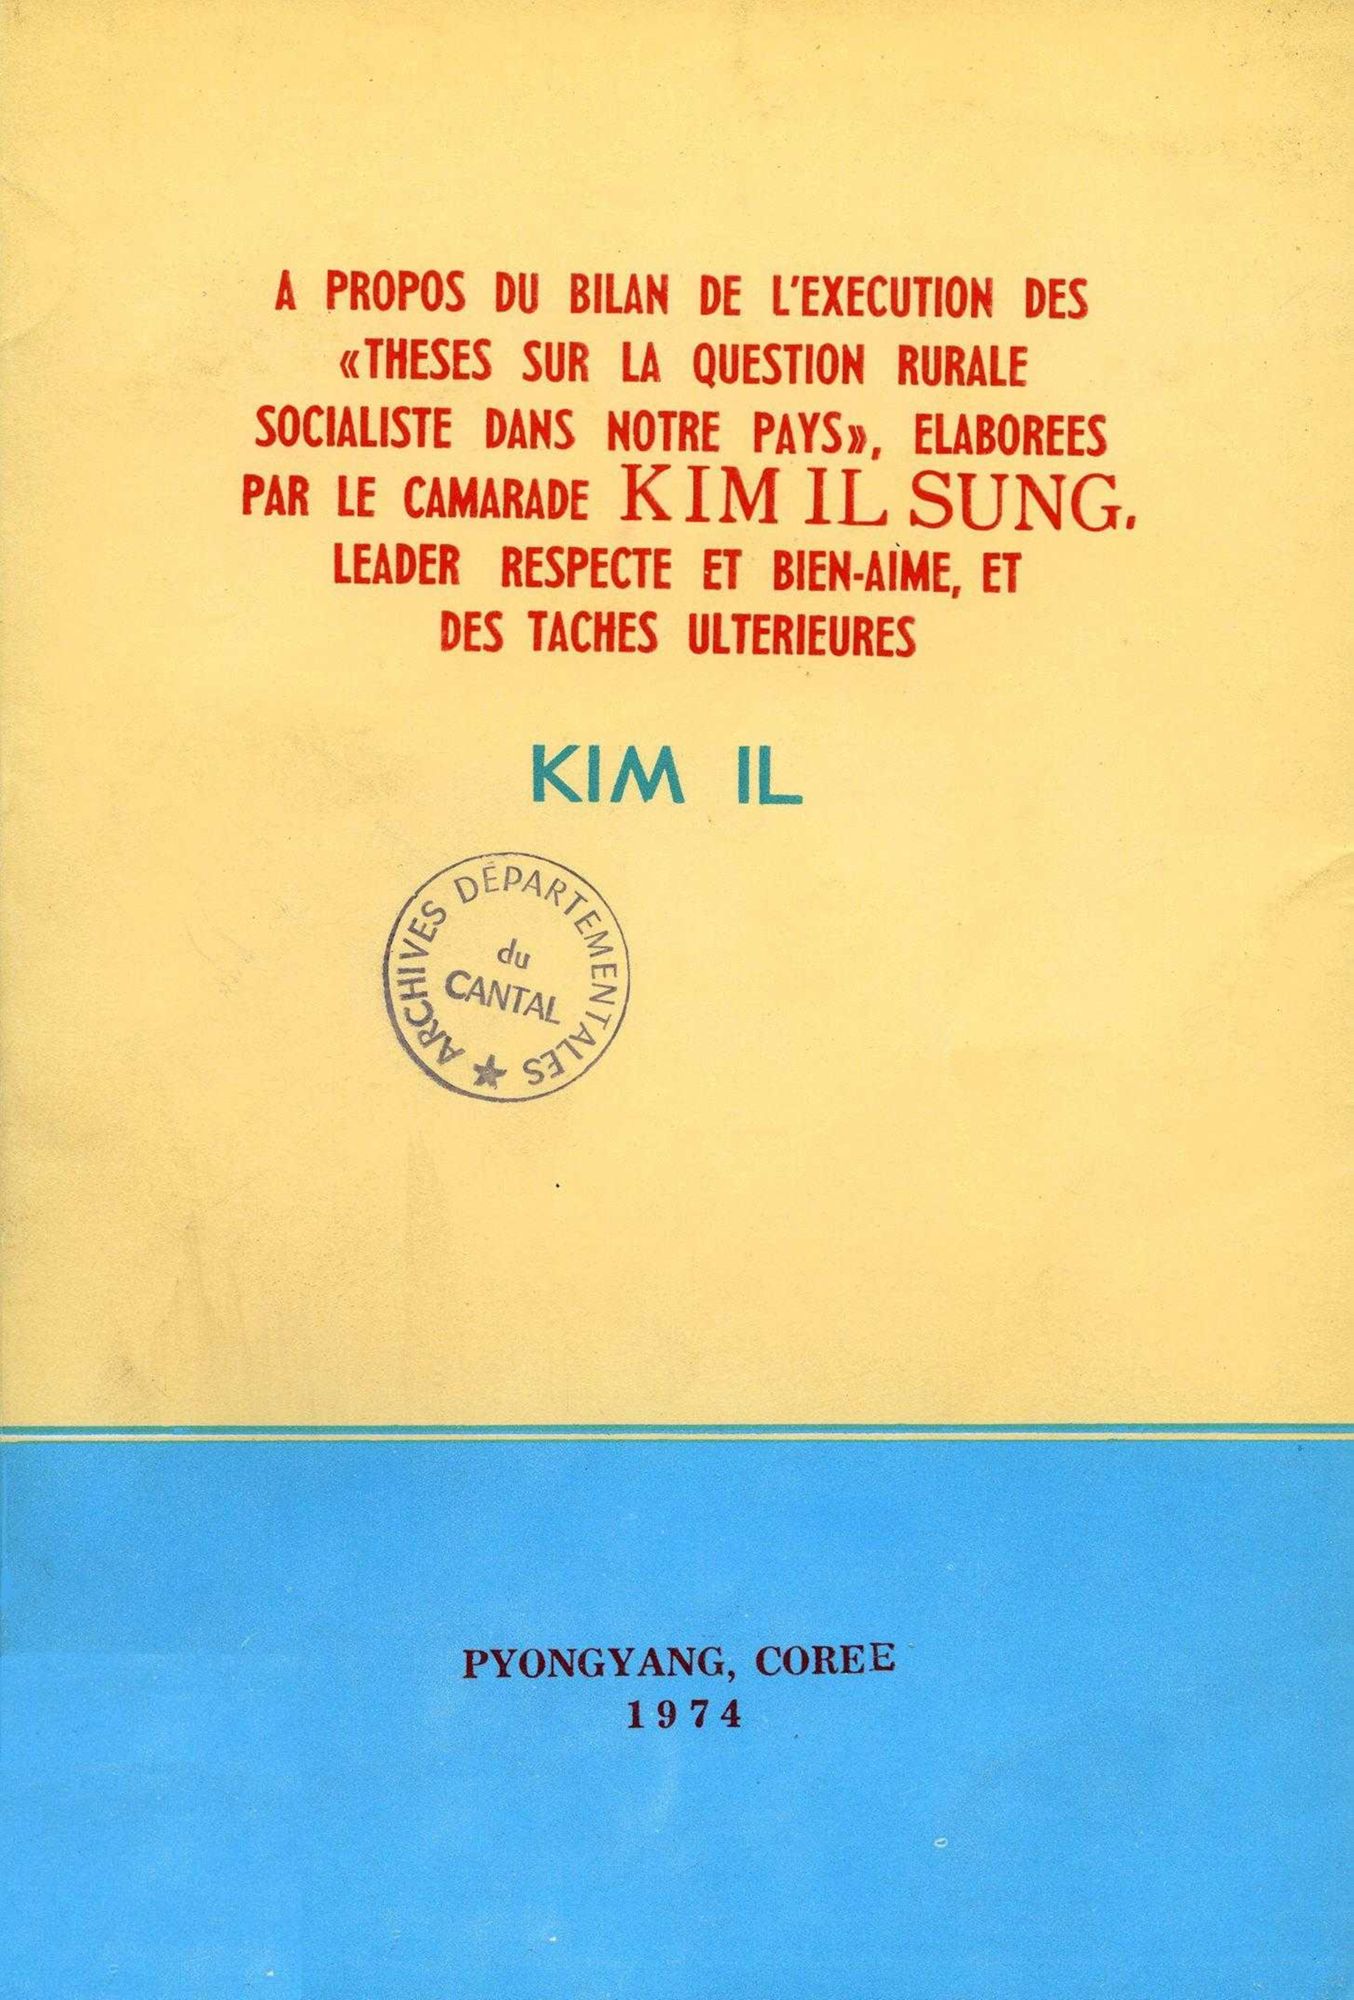 A PROPOS DU BILAN DE L'EXECUTION DES
«THESES SUR LA QUESTION RURALE
SOCIALISTE DANS NOTRE PAYS», ELABOREES
PAR LE CAMARADE KIM IL SUNG,
LEADER RESPECTE ET BIEN-AIME, ET
DES TACHES ULTERIEURES
KIM IL
ARCHIVES DÉPARTEMENTALES
du
CANTAL
PYONGYANG, COREE
1974